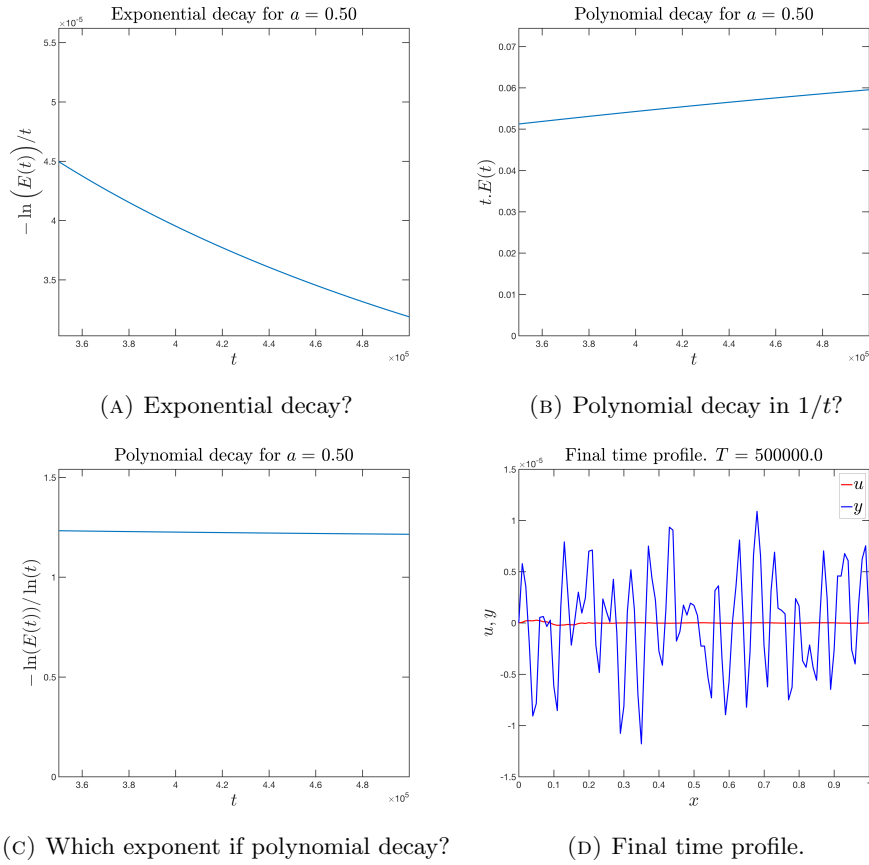 Exponential decay for a = 0.50
×10⁻⁵
5.5
5
4.5
4
3.5
− ln (E(t))/t
3.6 3.8 4 4.2 4.4 4.6 4.8
t
×10⁵
(A) Exponential decay?
Polynomial decay for a = 0.50
0.07
0.06
0.05
0.04
0.03
0.02
0.01
0
t.E(t)
3.6 3.8 4 4.2 4.4 4.6 4.8
t
×10⁵
(B) Polynomial decay in 1/t?
Polynomial decay for a = 0.50
1.5
1
0.5
0
− ln(E(t))/ ln(t)
3.6 3.8 4 4.2 4.4 4.6 4.8
t
×10⁵
(C) Which exponent if polynomial decay?
Final time profile. T = 500000.0
×10⁻⁵
1.5
1
0.5
0
-0.5
-1
-1.5
u, y
u
y
0 0.1 0.2 0.3 0.4 0.5 0.6 0.7 0.8 0.9
x
(D) Final time profile.